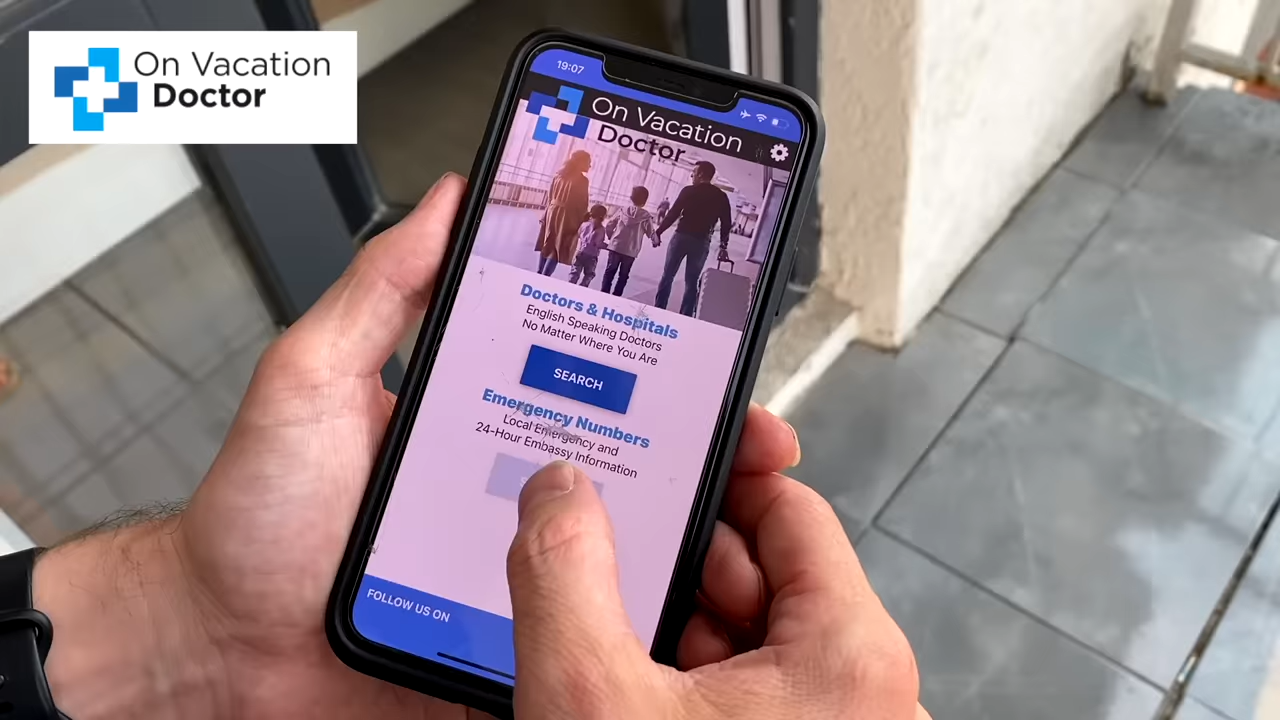 On Vacation
Doctor
19:07
On Vacation
Doctor
Doctors & Hospitals
English Speaking Doctors
No Matter Where You Are
SEARCH
Emergency Numbers
Local Emergency and
24-Hour Embassy Information
FOLLOW US ON